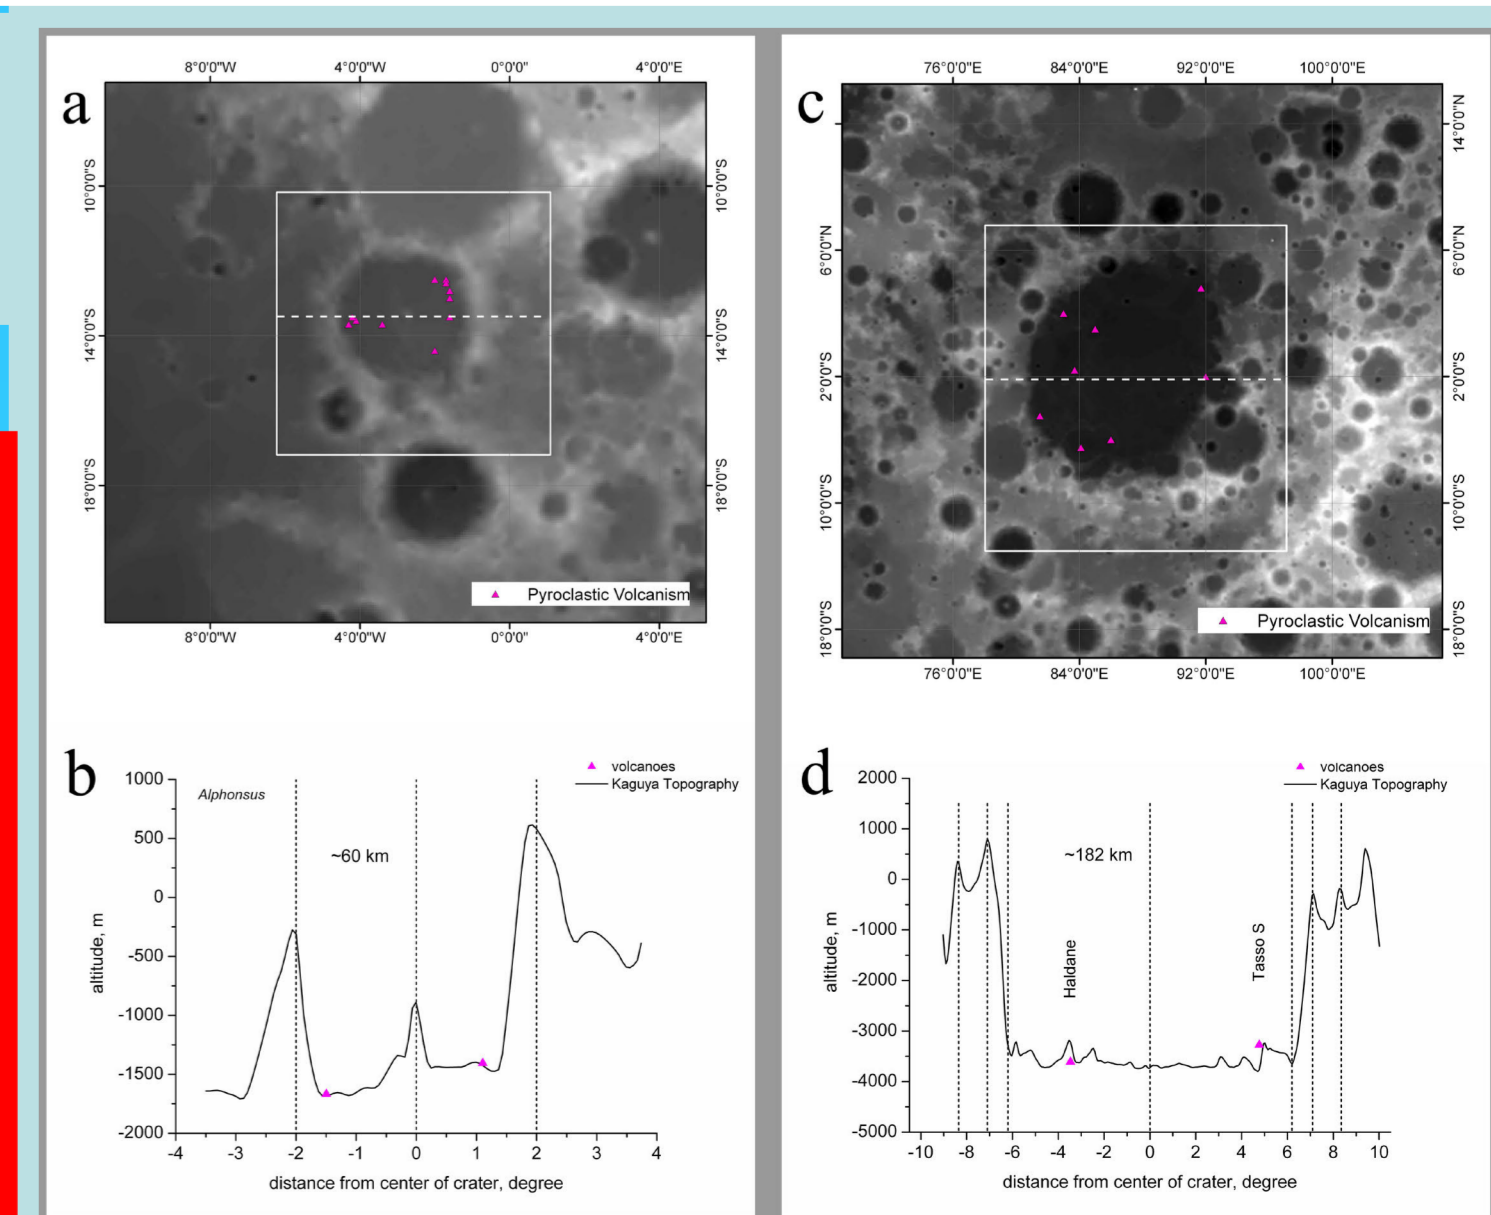 8°0'0"W 4°0'0"W 0°0'0" 4°0'0"E
a
10°0'0"S 10°0'0"S
14°0'0"S 14°0'0"S
18°0'0"S 18°0'0"S
Pyroclastic Volcanism
8°0'0"W 4°0'0"W 0°0'0" 4°0'0"E
b
volcanoes
Kaguya Topography
Alphonsus
~60 km
1000
500
0
-500
-1000
-1500
-2000
altitude, m
-4 -3 -2 -1 0 1 2 3 4
distance from center of crater, degree
76°0'0"E 84°0'0"E 92°0'0"E 100°0'0"E
c
14°0'0"N
6°0'0"N 6°0'0"N
2°0'0"S 2°0'0"S
10°0'0"S 10°0'0"S
18°0'0"S 18°0'0"S
Pyroclastic Volcanism
76°0'0"E 84°0'0"E 92°0'0"E 100°0'0"E
d
volcanoes
Kaguya Topography
~182 km
Haldane
Tasso S
2000
1000
0
-1000
-2000
-3000
-4000
-5000
altitude, m
-10 -8 -6 -4 -2 0 2 4 6 8 10
distance from center of crater, degree